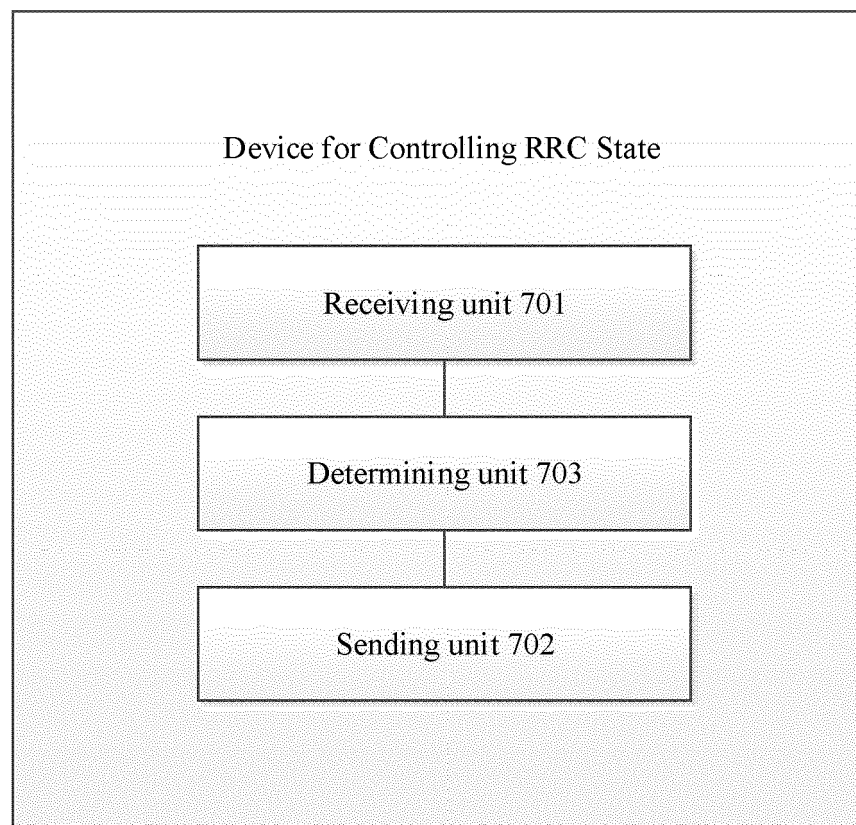 Device for Controlling RRC State
Receiving unit 701
Determining unit 703
Sending unit 702